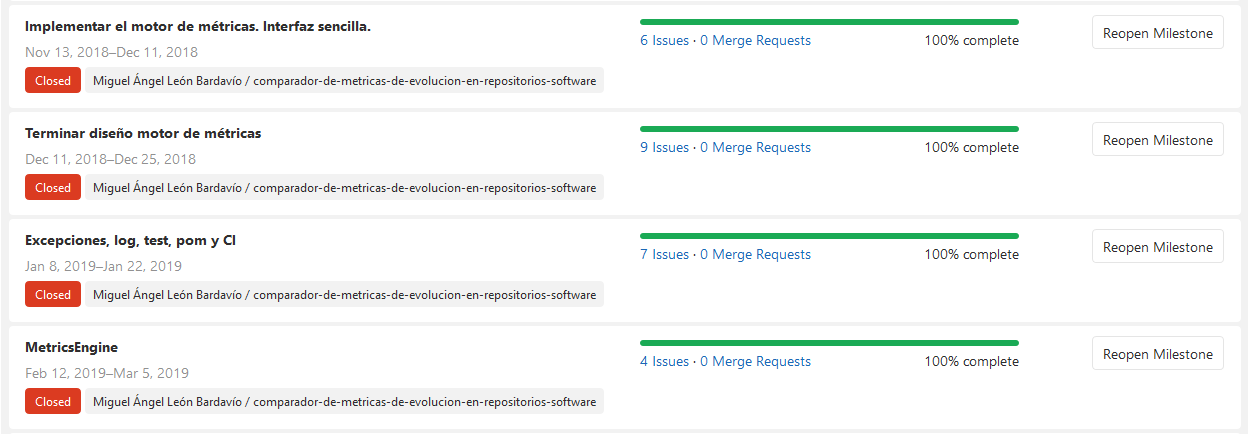 Implementar el motor de métricas. Interfaz sencilla.
6 Issues · 0 Merge Requests
100% complete
Reopen Milestone
Nov 13, 2018–Dec 11, 2018
Closed
Miguel Ángel León Bardavío / comparador-de-metricas-de-evolucion-en-repositorios-software
Terminar diseño motor de métricas
9 Issues · 0 Merge Requests
100% complete
Reopen Milestone
Dec 11, 2018–Dec 25, 2018
Closed
Miguel Ángel León Bardavío / comparador-de-metricas-de-evolucion-en-repositorios-software
Excepciones, log, test, pom y CI
7 Issues · 0 Merge Requests
100% complete
Reopen Milestone
Jan 8, 2019–Jan 22, 2019
Closed
Miguel Ángel León Bardavío / comparador-de-metricas-de-evolucion-en-repositorios-software
MetricsEngine
4 Issues · 0 Merge Requests
100% complete
Reopen Milestone
Feb 12, 2019–Mar 5, 2019
Closed
Miguel Ángel León Bardavío / comparador-de-metricas-de-evolucion-en-repositorios-software